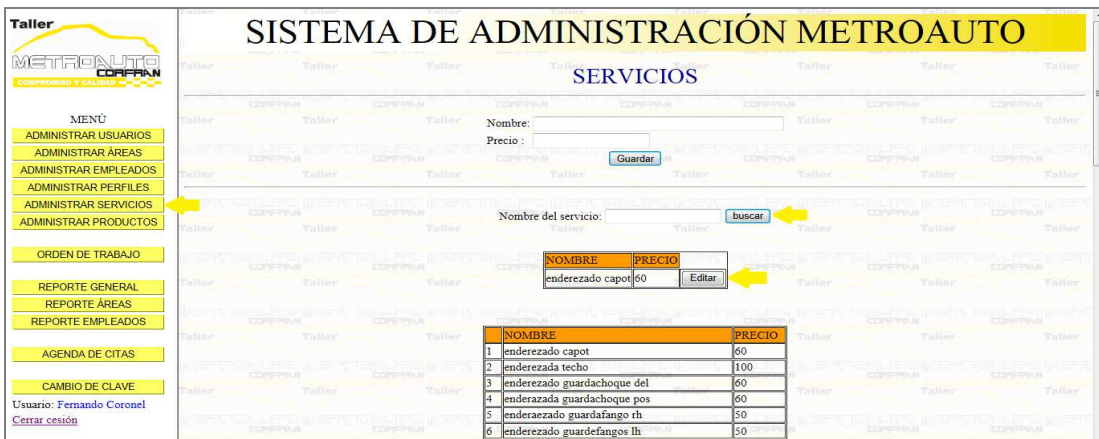 Taller
METROAUTO
CORFRAN
COMPROMISO Y CALIDAD
SISTEMA DE ADMINISTRACIÓN METROAUTO
SERVICIOS
MENÚ
ADMINISTRAR USUARIOS
ADMINISTRAR ÁREAS
ADMINISTRAR EMPLEADOS
ADMINISTRAR PERFILES
ADMINISTRAR SERVICIOS
ADMINISTRAR PRODUCTOS
ORDEN DE TRABAJO
REPORTE GENERAL
REPORTE ÁREAS
REPORTE EMPLEADOS
AGENDA DE CITAS
CAMBIO DE CLAVE
Usuario: Fernando Coronel
Cerrar cesión
Nombre:
Precio :
Guardar
Nombre del servicio: buscar
NOMBRE PRECIO
enderezado capot 60 Editar
NOMBRE PRECIO
1 enderezado capot 60
2 enderezada techo 100
3 enderezado guardachoque del 60
4 enderazada guardachoque pos 60
5 enderaezado guardafango rh 50
6 enderezado guardefangos lh 50